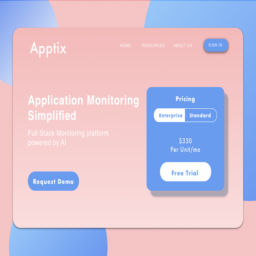 Apptix
HOME
RESOURCES
ABOUT US
SIGN IN
Application Monitoring
Simplified
Full Stack Monitoring platform
powered by AI
Request Demo
Pricing
Enterprise
Standard
$330
Per Unit/mo
Free Trial